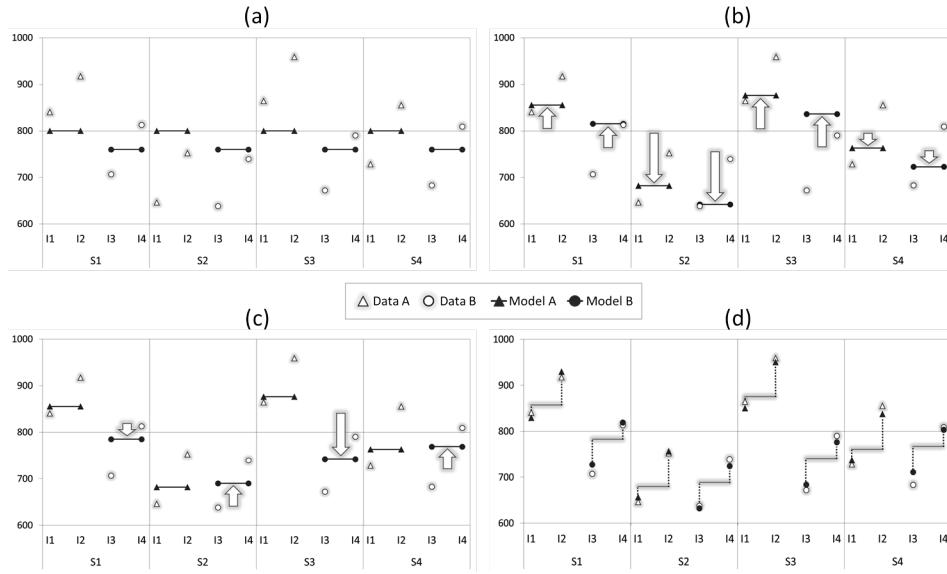 (a) (b)
1000 1000
900 900
800 800
700 700
600 600
I1 I2 I3 I4 I1 I2 I3 I4 I1 I2 I3 I4 I1 I2 I3 I4 I1 I2 I3 I4 I1 I2 I3 I4 I1 I2 I3 I4 I1 I2 I3 I4
S1 S2 S3 S4 S1 S2 S3 S4
Data A Data B Model A Model B
(c) (d)
1000 1000
900 900
800 800
700 700
600 600
I1 I2 I3 I4 I1 I2 I3 I4 I1 I2 I3 I4 I1 I2 I3 I4 I1 I2 I3 I4 I1 I2 I3 I4 I1 I2 I3 I4 I1 I2 I3 I4
S1 S2 S3 S4 S1 S2 S3 S4